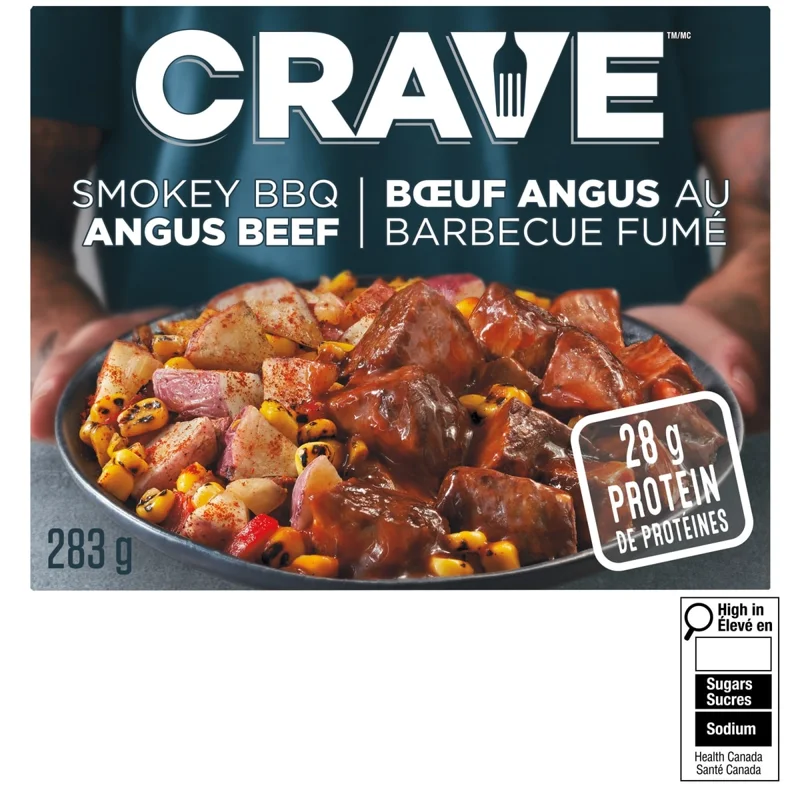 CRAVE TM/MC
SMOKEY BBQ
ANGUS BEEF
BŒUF ANGUS AU
BARBECUE FUMÉ
28 g
PROTEIN
DE PROTÉINES
283 g
High in
Élevé en
Sugars
Sucres
Sodium
Health Canada
Santé Canada